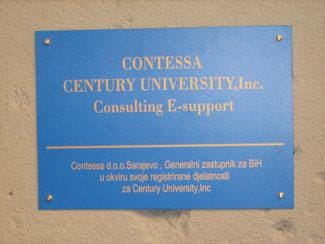 CONTESSA
CENTURY UNIVERSITY,Inc.
Consulting E-support
Contessa d.o.o.Sarajevo , Generalni zastupnik za BiH
u okviru svoje registrirane djelatnosti
za Century University,Inc